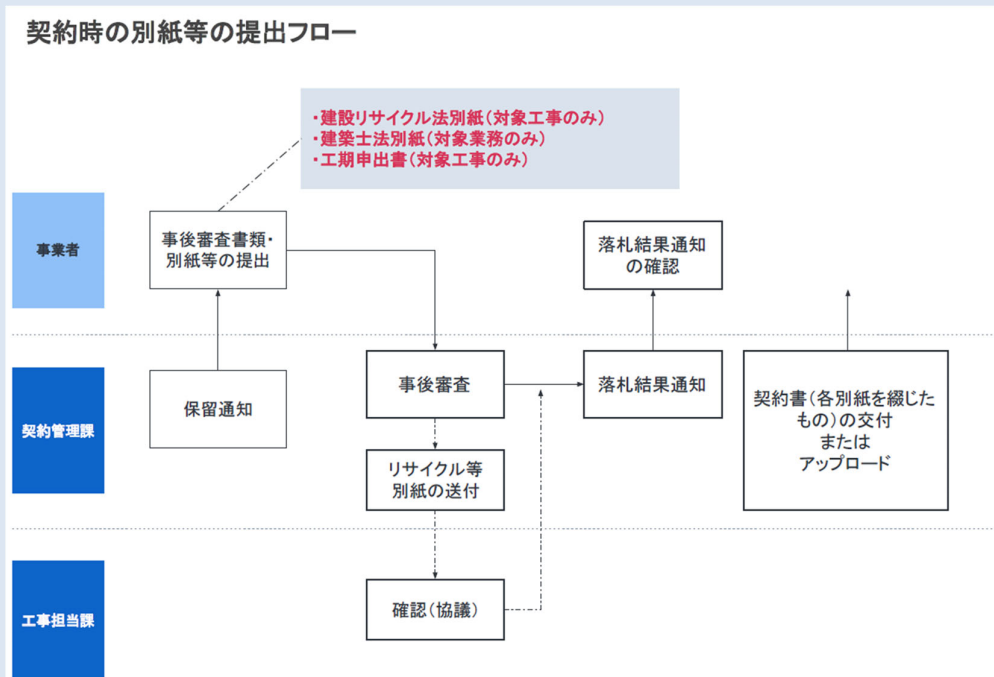 契約時の別紙等の提出フロー
・建設リサイクル法別紙(対象工事のみ)
・建築士法別紙(対象業務のみ)
・工期申出書(対象工事のみ)
事業者
事後審査書類・
別紙等の提出
落札結果通知
の確認
契約管理課
保留通知
事後審査
落札結果通知
契約書(各別紙を綴じた
もの)の交付
または
アップロード
リサイクル等
別紙の送付
工事担当課
確認(協議)